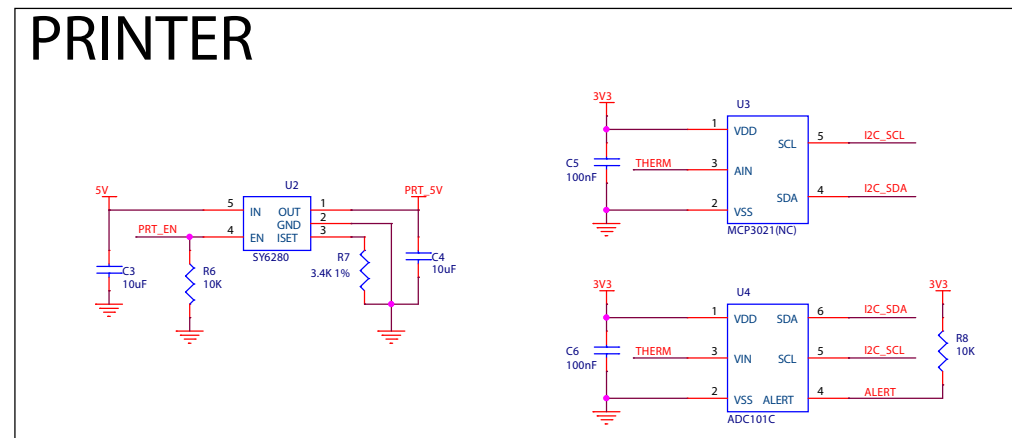 PRINTER
5V
PRT_EN
C3
10uF
R6
10K
U2
5
4
IN
EN
OUT
GND
ISET
1
2
3
SY6280
R7
3.4K 1%
PRT_5V
C4
10uF
3V3
C5
100nF
THERM
U3
1
3
2
VDD
AIN
VSS
SCL
SDA
5
4
I2C_SCL
I2C_SDA
MCP3021(NC)
3V3
C6
100nF
THERM
U4
1
3
2
VDD
VIN
VSS
SDA
SCL
ALERT
6
5
4
I2C_SDA
I2C_SCL
ALERT
ADC101C
3V3
R8
10K